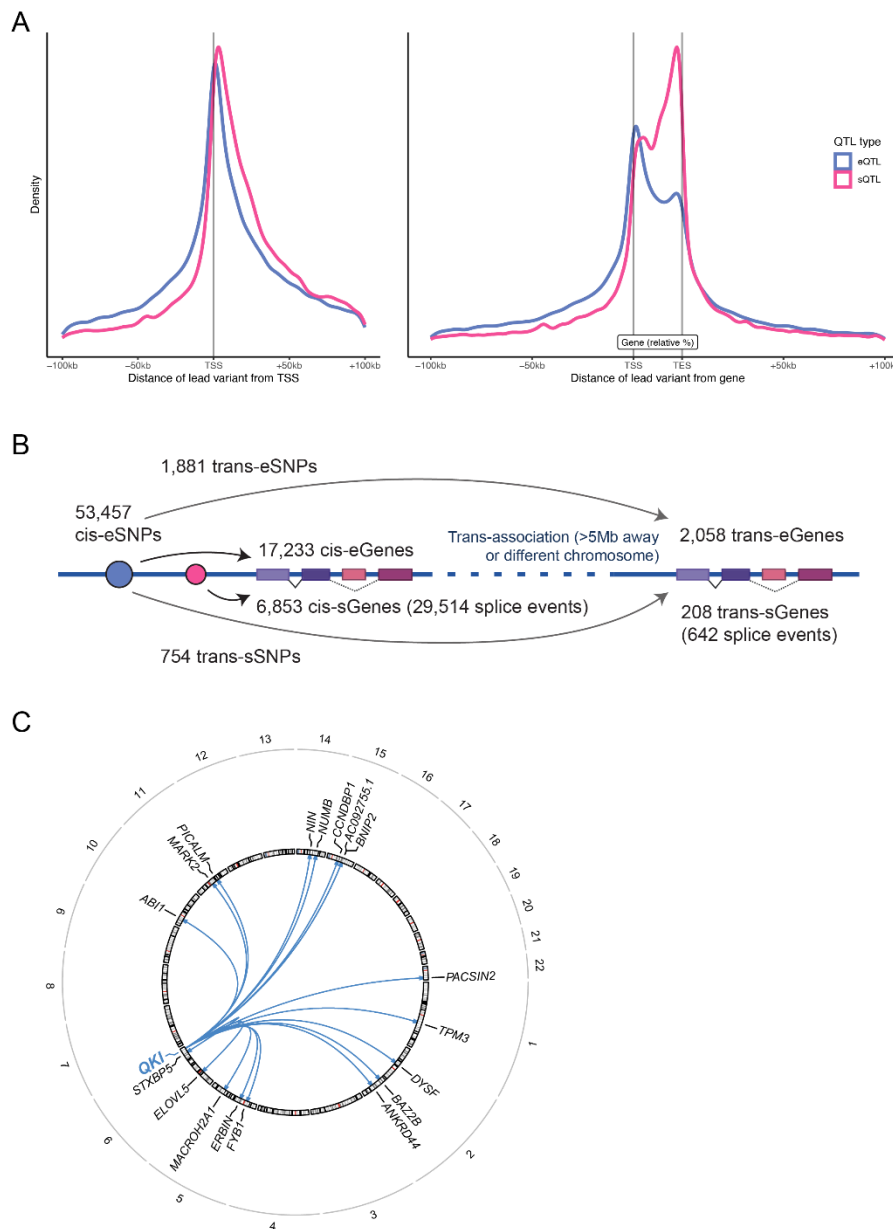 A
Density
−100kb
−50kb
TSS
+50kb
+100kb
Distance of lead variant from TSS
Gene (relative %)
−100kb
−50kb
TSS
TES
+50kb
+100kb
Distance of lead variant from gene
QTL type
eQTL
sQTL
B
1,881 trans-eSNPs
53,457
cis-eSNPs
17,233 cis-eGenes
Trans-association (>5Mb away
or different chromosome)
2,058 trans-eGenes
6,853 cis-sGenes (29,514 splice events)
208 trans-sGenes
(642 splice events)
754 trans-sSNPs
C
13
14
12
15
11
16
10
17
9
18
8
19
7
20
6
21
5
22
4
1
3
2
NIN
NUMB
CCNDBP1
AC092755.1
BNIP2
PICALM
MARK2
ABI1
PACSIN2
TPM3
QKI
STXBP5
DYSF
ELOVL5
BAZ2B
ANKRD44
MACROH2A1
ERBIN
FYB1